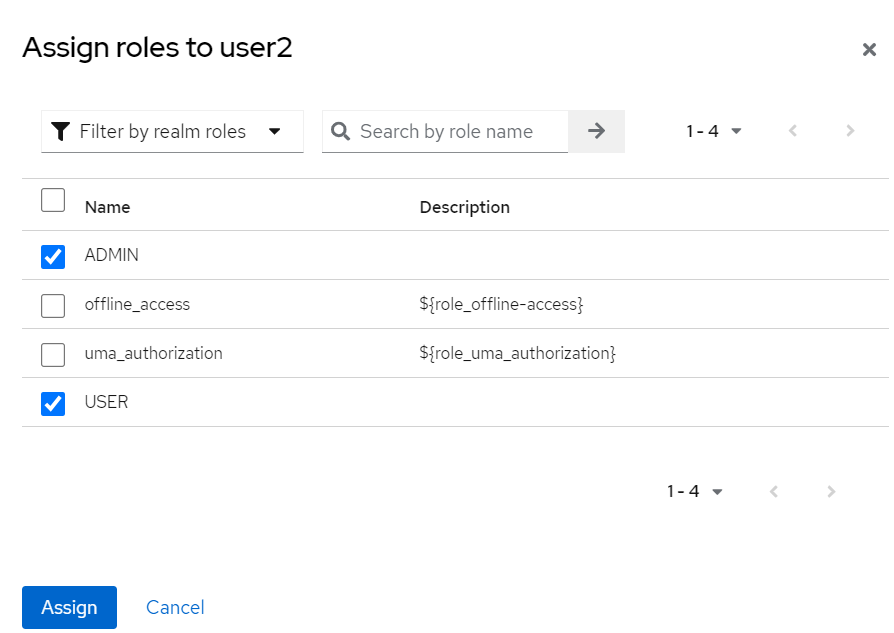 Assign roles to user2
Filter by realm roles Search by role name 1 - 4
Name Description
ADMIN
offline_access ${role_offline-access}
uma_authorization ${role_uma_authorization}
USER
1 - 4
Assign Cancel